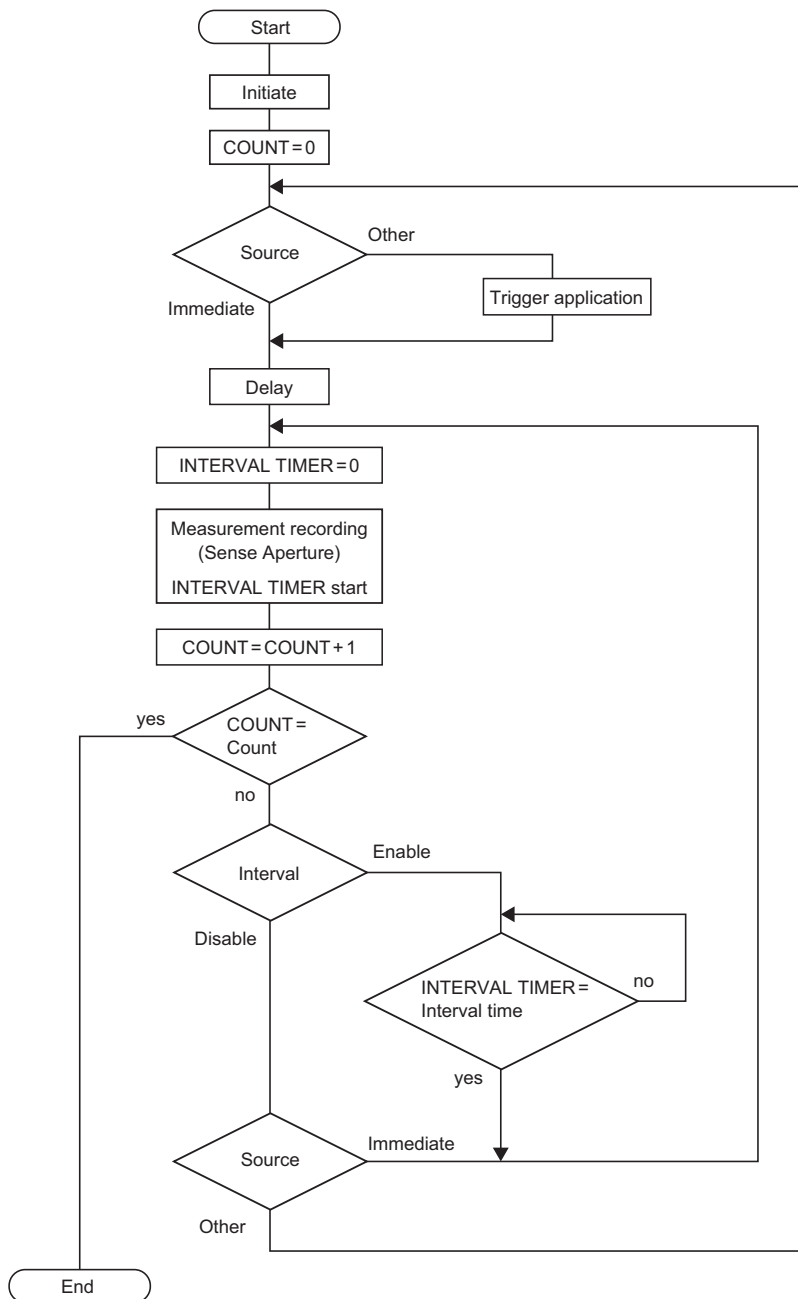 Start
Initiate
COUNT=0
Source
Other
Trigger application
Immediate
Delay
INTERVAL TIMER=0
Measurement recording
(Sense Aperture)
INTERVAL TIMER start
COUNT=COUNT+1
yes
COUNT=
Count
no
Interval
Enable
Disable
INTERVAL TIMER=
Interval time
no
yes
Source
Immediate
Other
End